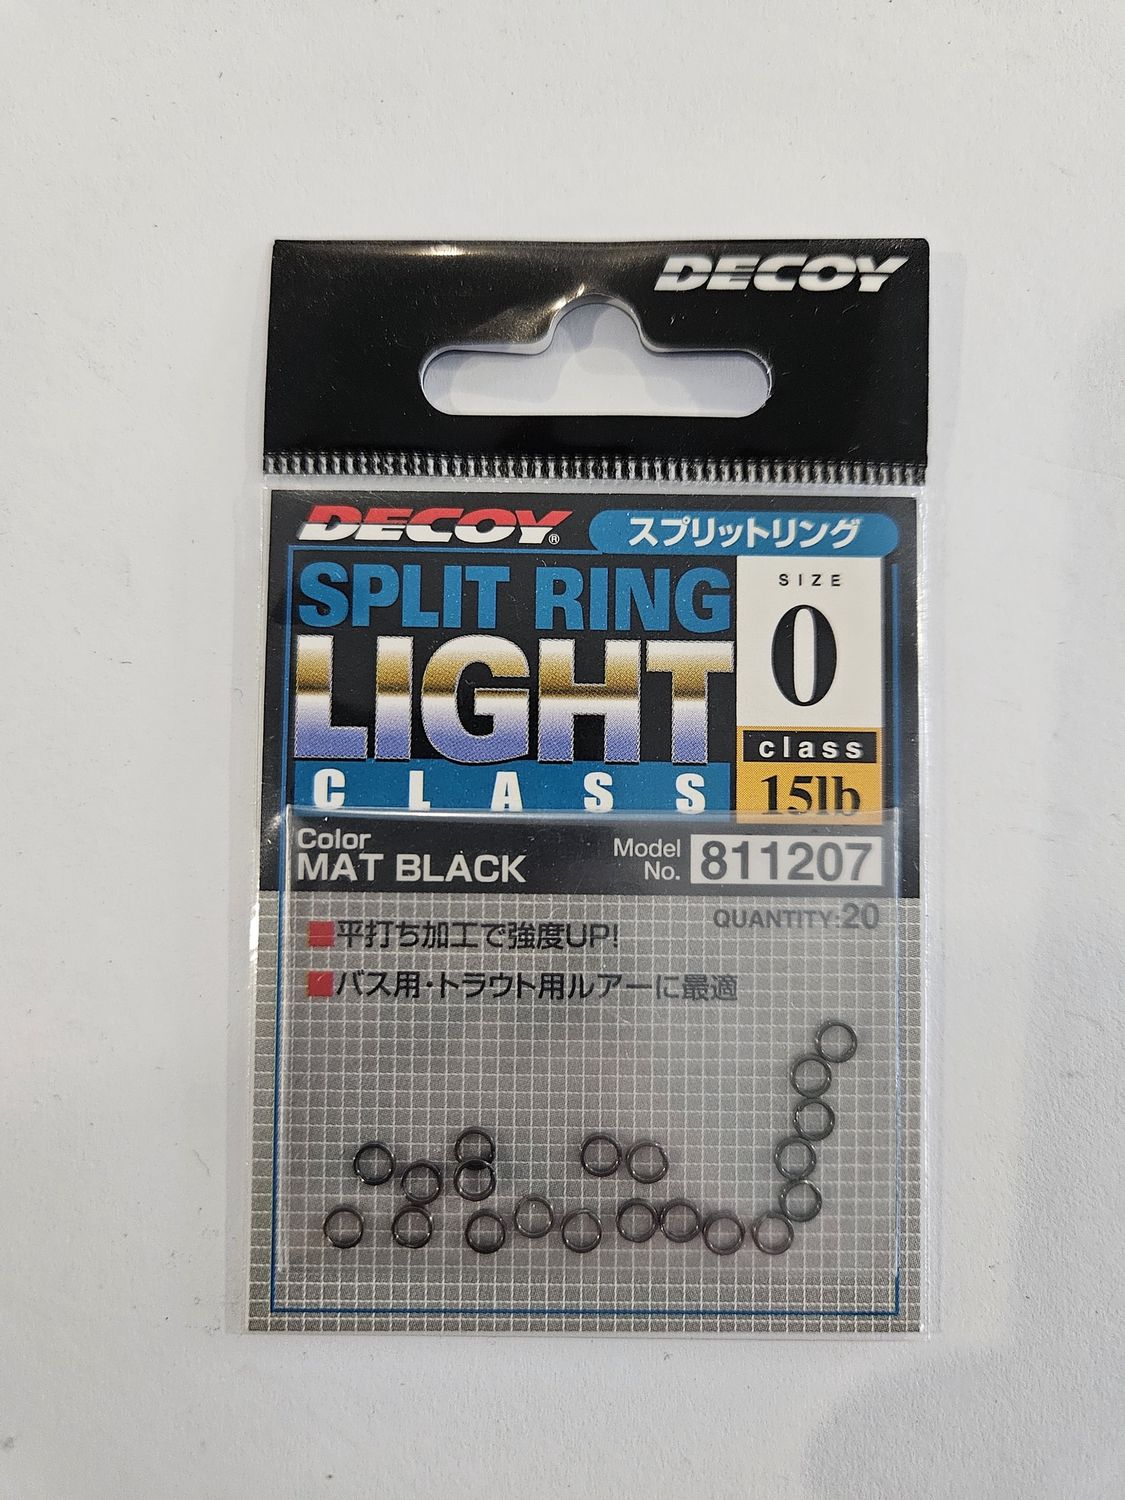 DECOY
DECOY® スプリットリング
SPLIT RING
LIGHT
CLASS
SIZE
0
class
15lb
Color
MAT BLACK
Model No. 811207
QUANTITY:20
■平打ち加工で強度UP!
■バス用・トラウト用ルアーに最適